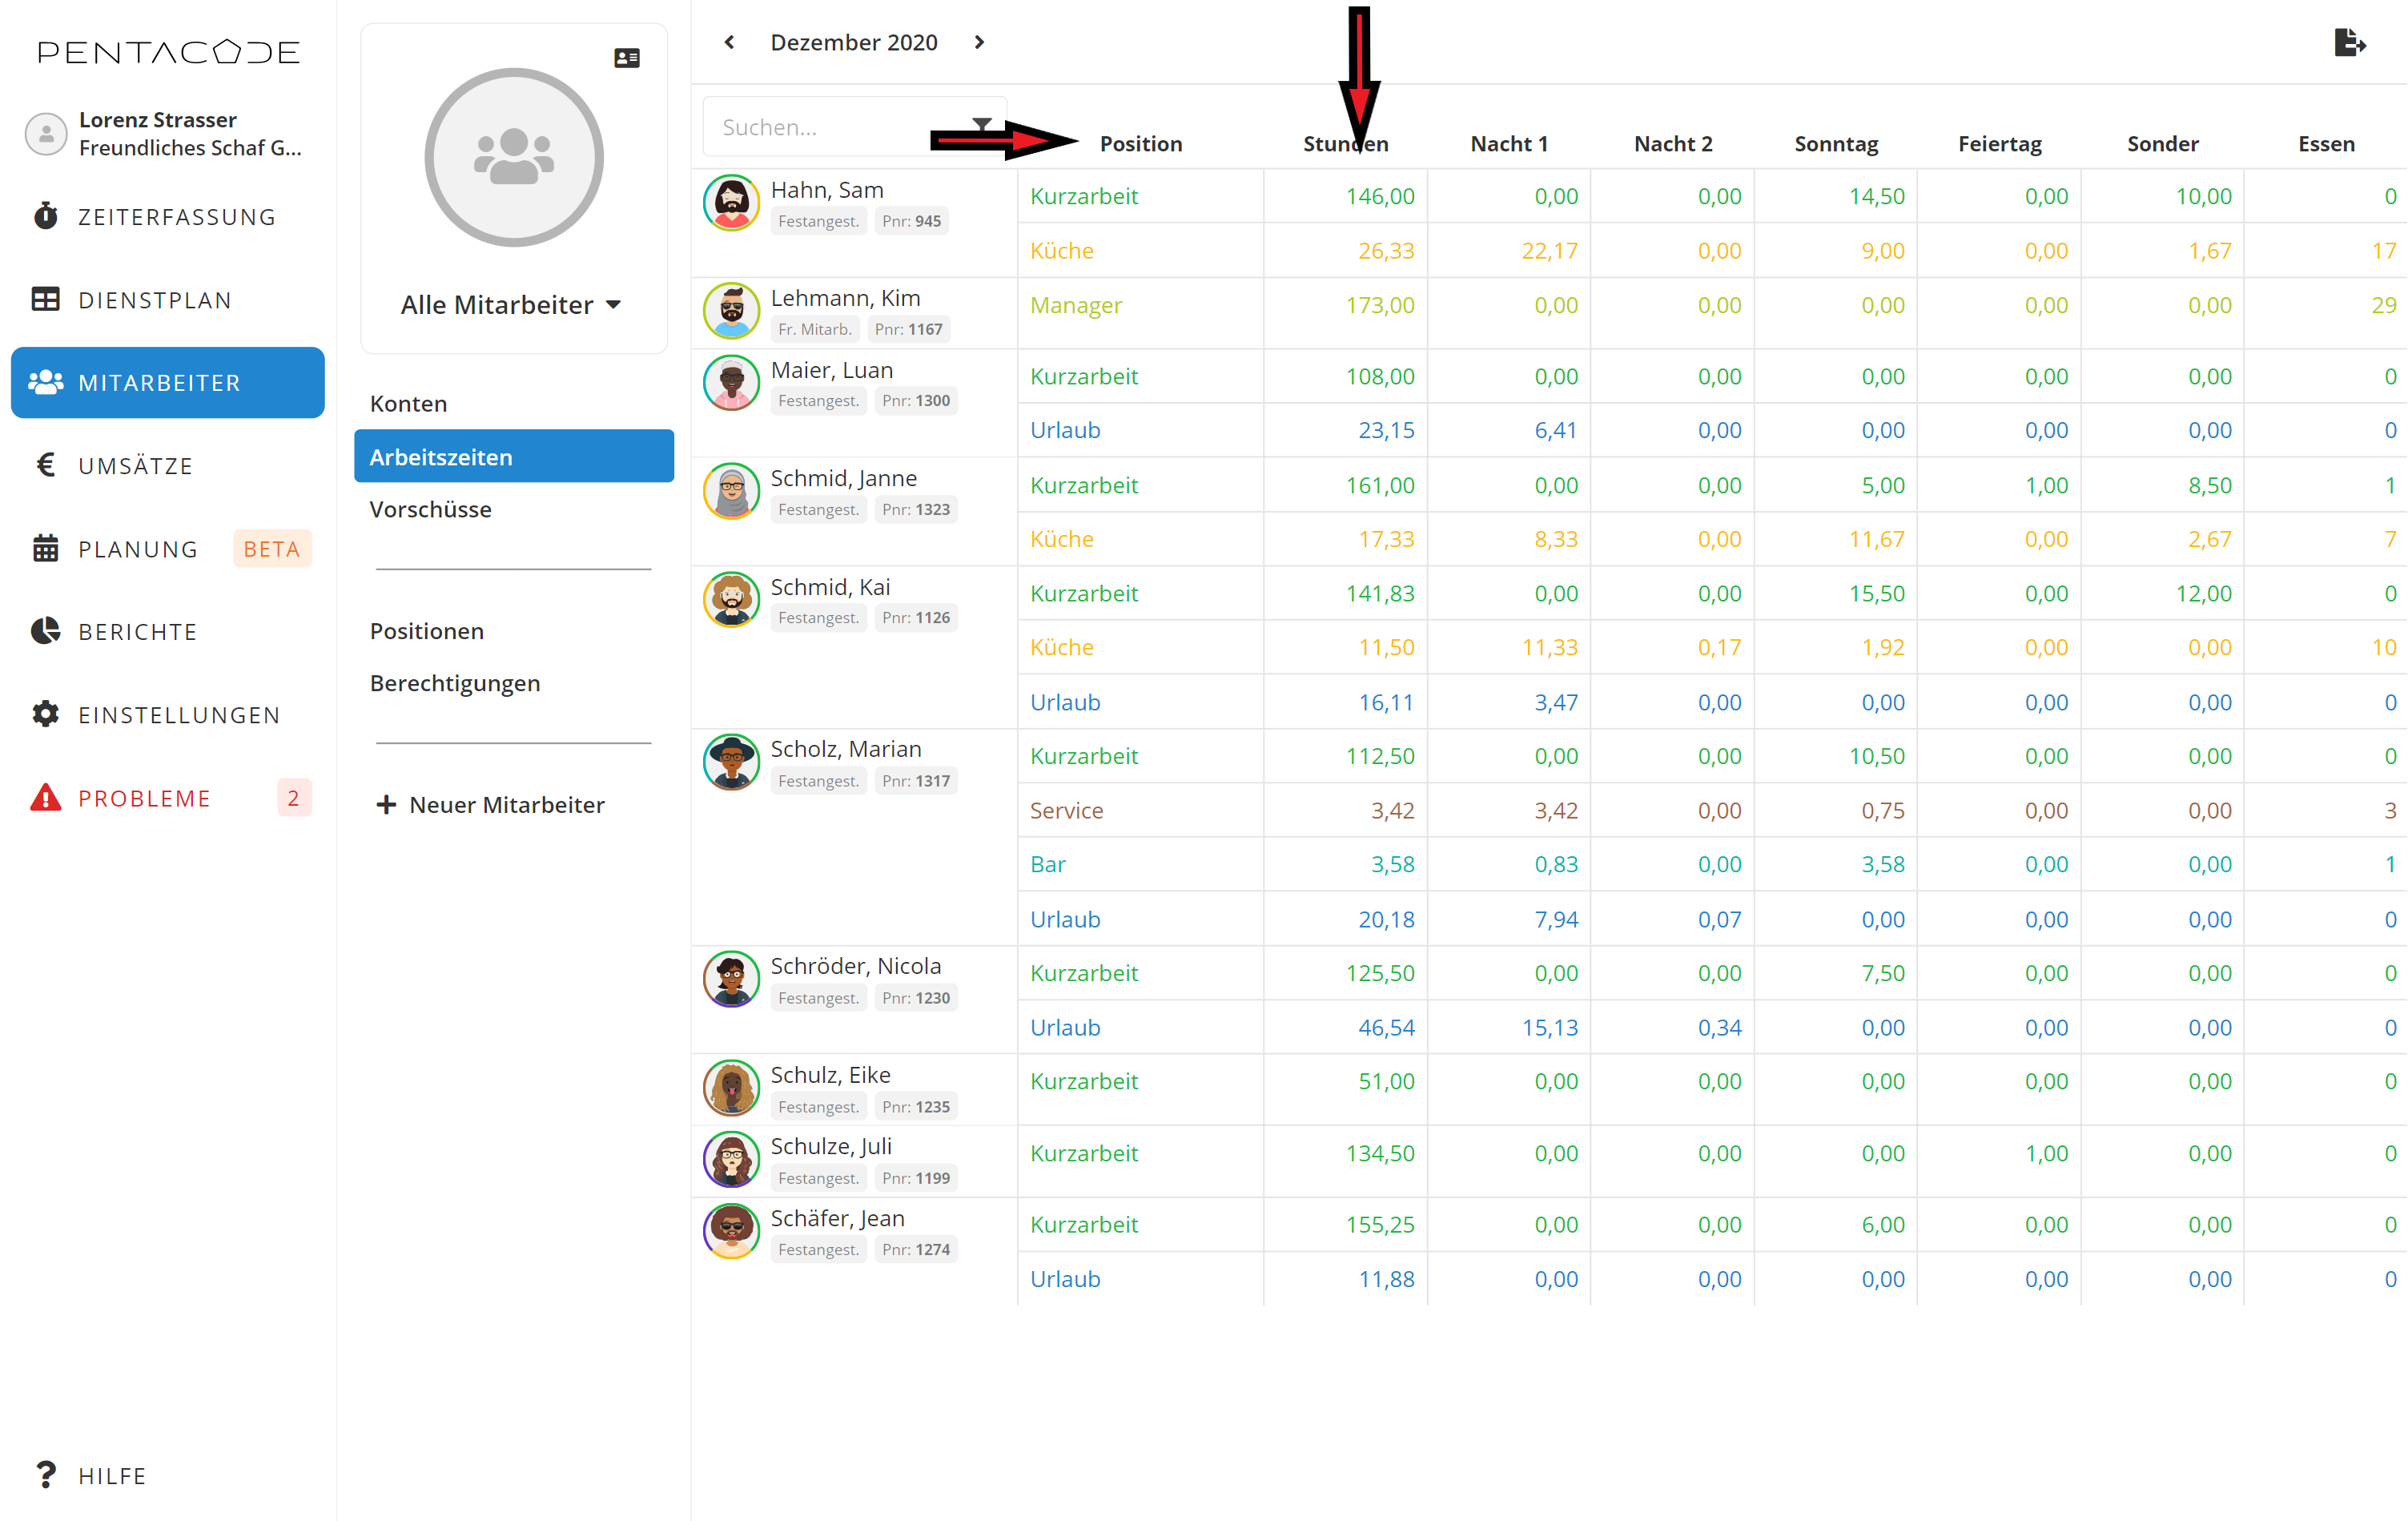 PENTACODE
Lorenz Strasser
Freundliches Schaf G...
ZEITERFASSUNG
DIENSTPLAN
MITARBEITER
UMSÄTZE
PLANUNG BETA
BERICHTE
EINSTELLUNGEN
PROBLEME 2
HILFE
Alle Mitarbeiter
Konten
Arbeitszeiten
Vorschüsse
Positionen
Berechtigungen
Neuer Mitarbeiter
Dezember 2020
Suchen... Position Stunden Nacht 1 Nacht 2 Sonntag Feiertag Sonder Essen
Hahn, Sam
Festangest. Pnr: 945
Kurzarbeit 146,00 0,00 0,00 14,50 0,00 10,00 0
Küche 26,33 22,17 0,00 9,00 0,00 1,67 17
Lehmann, Kim
Fr. Mitarb. Pnr: 1167
Manager 173,00 0,00 0,00 0,00 0,00 0,00 29
Maier, Luan
Festangest. Pnr: 1300
Kurzarbeit 108,00 0,00 0,00 0,00 0,00 0,00 0
Urlaub 23,15 6,41 0,00 0,00 0,00 0,00 0
Schmid, Janne
Festangest. Pnr: 1323
Kurzarbeit 161,00 0,00 0,00 5,00 1,00 8,50 1
Küche 17,33 8,33 0,00 11,67 0,00 2,67 7
Schmid, Kai
Festangest. Pnr: 1126
Kurzarbeit 141,83 0,00 0,00 15,50 0,00 12,00 0
Küche 11,50 11,33 0,17 1,92 0,00 0,00 10
Urlaub 16,11 3,47 0,00 0,00 0,00 0,00 0
Scholz, Marian
Festangest. Pnr: 1317
Kurzarbeit 112,50 0,00 0,00 10,50 0,00 0,00 0
Service 3,42 3,42 0,00 0,75 0,00 0,00 3
Bar 3,58 0,83 0,00 3,58 0,00 0,00 1
Urlaub 20,18 7,94 0,07 0,00 0,00 0,00 0
Schröder, Nicola
Festangest. Pnr: 1230
Kurzarbeit 125,50 0,00 0,00 7,50 0,00 0,00 0
Urlaub 46,54 15,13 0,34 0,00 0,00 0,00 0
Schulz, Eike
Festangest. Pnr: 1235
Kurzarbeit 51,00 0,00 0,00 0,00 0,00 0,00 0
Schulze, Juli
Festangest. Pnr: 1199
Kurzarbeit 134,50 0,00 0,00 0,00 1,00 0,00 0
Schäfer, Jean
Festangest. Pnr: 1274
Kurzarbeit 155,25 0,00 0,00 6,00 0,00 0,00 0
Urlaub 11,88 0,00 0,00 0,00 0,00 0,00 0